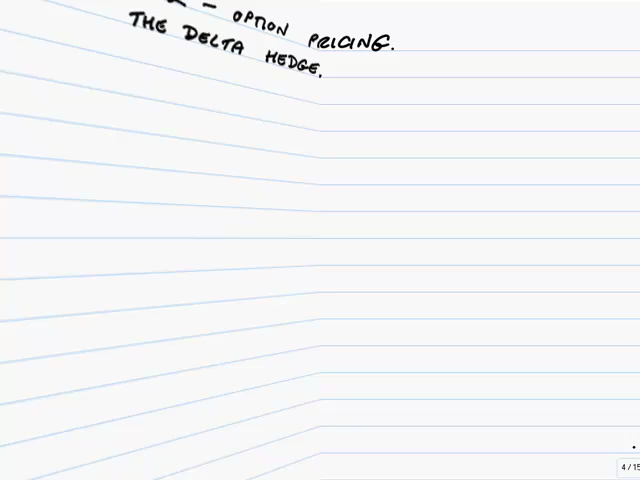 – OPTION PRICING.
THE DELTA HEDGE.
4 / 15